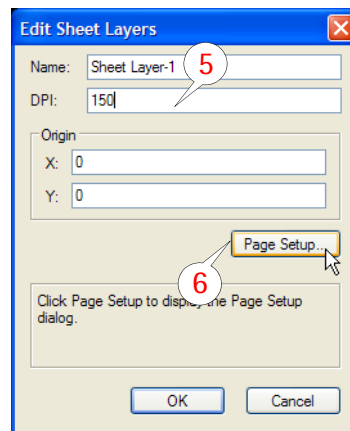 Edit Sheet Layers
Name: Sheet Layer-1 5
DPI: 150
Origin
X: 0
Y: 0
Page Setup...
6
Click Page Setup to display the Page Setup
dialog.
OK Cancel